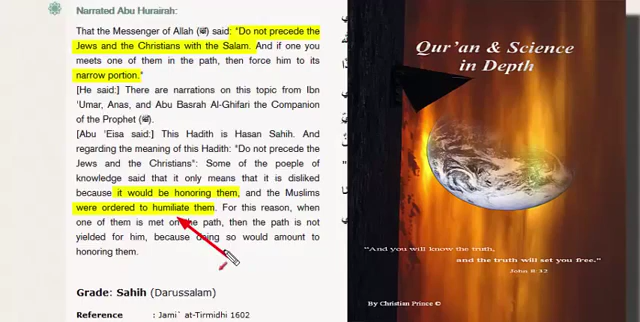 Narrated Abu Hurairah:
That the Messenger of Allah (ﷺ) said: "Do not precede the
Jews and the Christians with the Salam. And if one you
meets one of them in the path, then force him to its
narrow portion."
[He said:] There are narrations on this topic from Ibn
'Umar, Anas, and Abu Basrah Al-Ghifari the Companion
of the Prophet (ﷺ).
[Abu 'Eisa said:] This Hadith is Hasan Sahih. And
regarding the meaning of this Hadith: "Do not precede the
Jews and the Christians": Some of the poeple of
knowledge said that it only means that it is disliked
because it would be honoring them, and the Muslims
were ordered to humiliate them. For this reason, when
one of them is met on the path, then the path is not
yielded for him, because doing so would amount to
honoring them.
Grade: Sahih (Darussalam)
Reference : Jami` at-Tirmidhi 1602
Qur'an & Science
in Depth
"And you will know the truth,
and the truth will set you free."
John 8:32
By Christian Prince ©